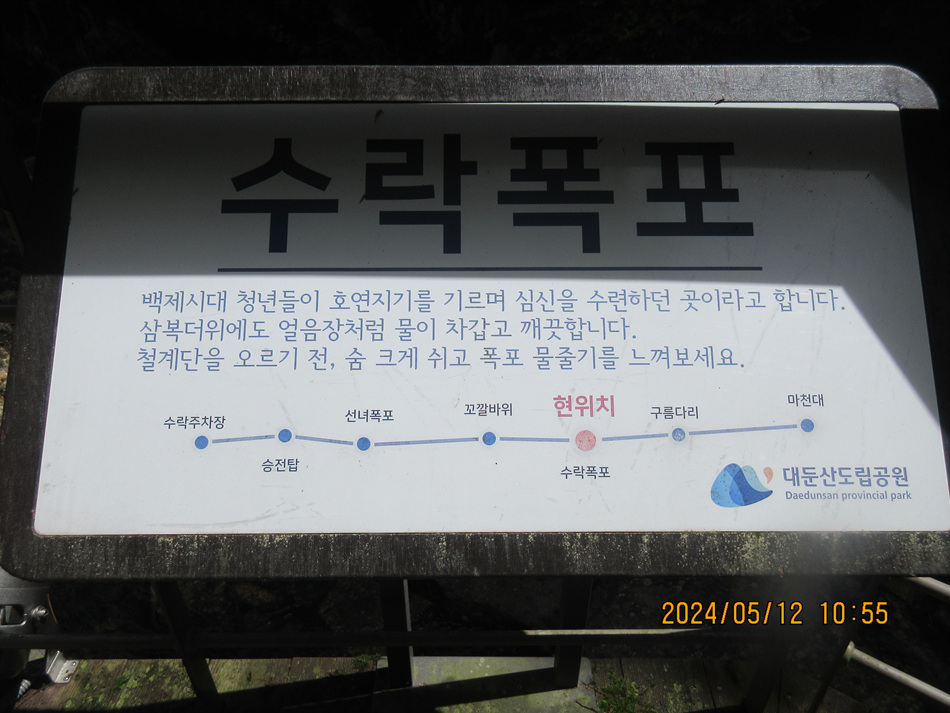 수락폭포
백제시대 청년들이 호연지기를 기르며 심신을 수련하던 곳이라고 합니다.
삼복더위에도 얼음장처럼 물이 차갑고 깨끗합니다.
철계단을 오르기 전, 숨 크게 쉬고 폭포 물줄기를 느껴보세요.
수락주차장
승전탑
선녀폭포
꼬깔바위
현위치
수락폭포
구름다리
마천대
대둔산도립공원
Daedunsan provincial park
2024/05/12 10:55